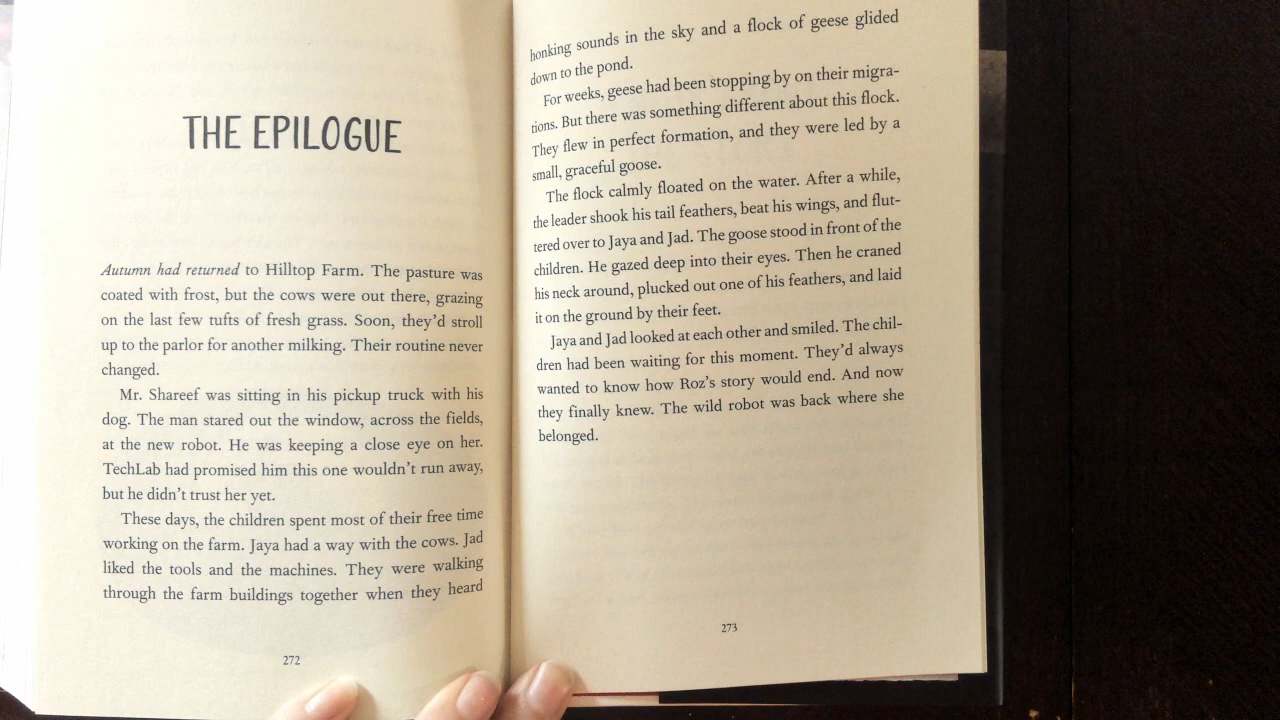 THE EPILOGUE
Autumn had returned to Hilltop Farm. The pasture was
coated with frost, but the cows were out there, grazing
on the last few tufts of fresh grass. Soon, they'd stroll
up to the parlor for another milking. Their routine never
changed.
Mr. Shareef was sitting in his pickup truck with his
dog. The man stared out the window, across the fields,
at the new robot. He was keeping a close eye on her.
TechLab had promised him this one wouldn't run away,
but he didn't trust her yet.
These days, the children spent most of their free time
working on the farm. Jaya had a way with the cows. Jad
liked the tools and the machines. They were walking
through the farm buildings together when they heard
272
honking sounds in the sky and a flock of geese glided
down to the pond.
For weeks, geese had been stopping by on their migra-
tions. But there was something different about this flock.
They flew in perfect formation, and they were led by a
small, graceful goose.
The flock calmly floated on the water. After a while,
the leader shook his tail feathers, beat his wings, and flut-
tered over to Jaya and Jad. The goose stood in front of the
children. He gazed deep into their eyes. Then he craned
his neck around, plucked out one of his feathers, and laid
it on the ground by their feet.
Jaya and Jad looked at each other and smiled. The chil-
dren had been waiting for this moment. They'd always
wanted to know how Roz's story would end. And now
they finally knew. The wild robot was back where she
belonged.
273